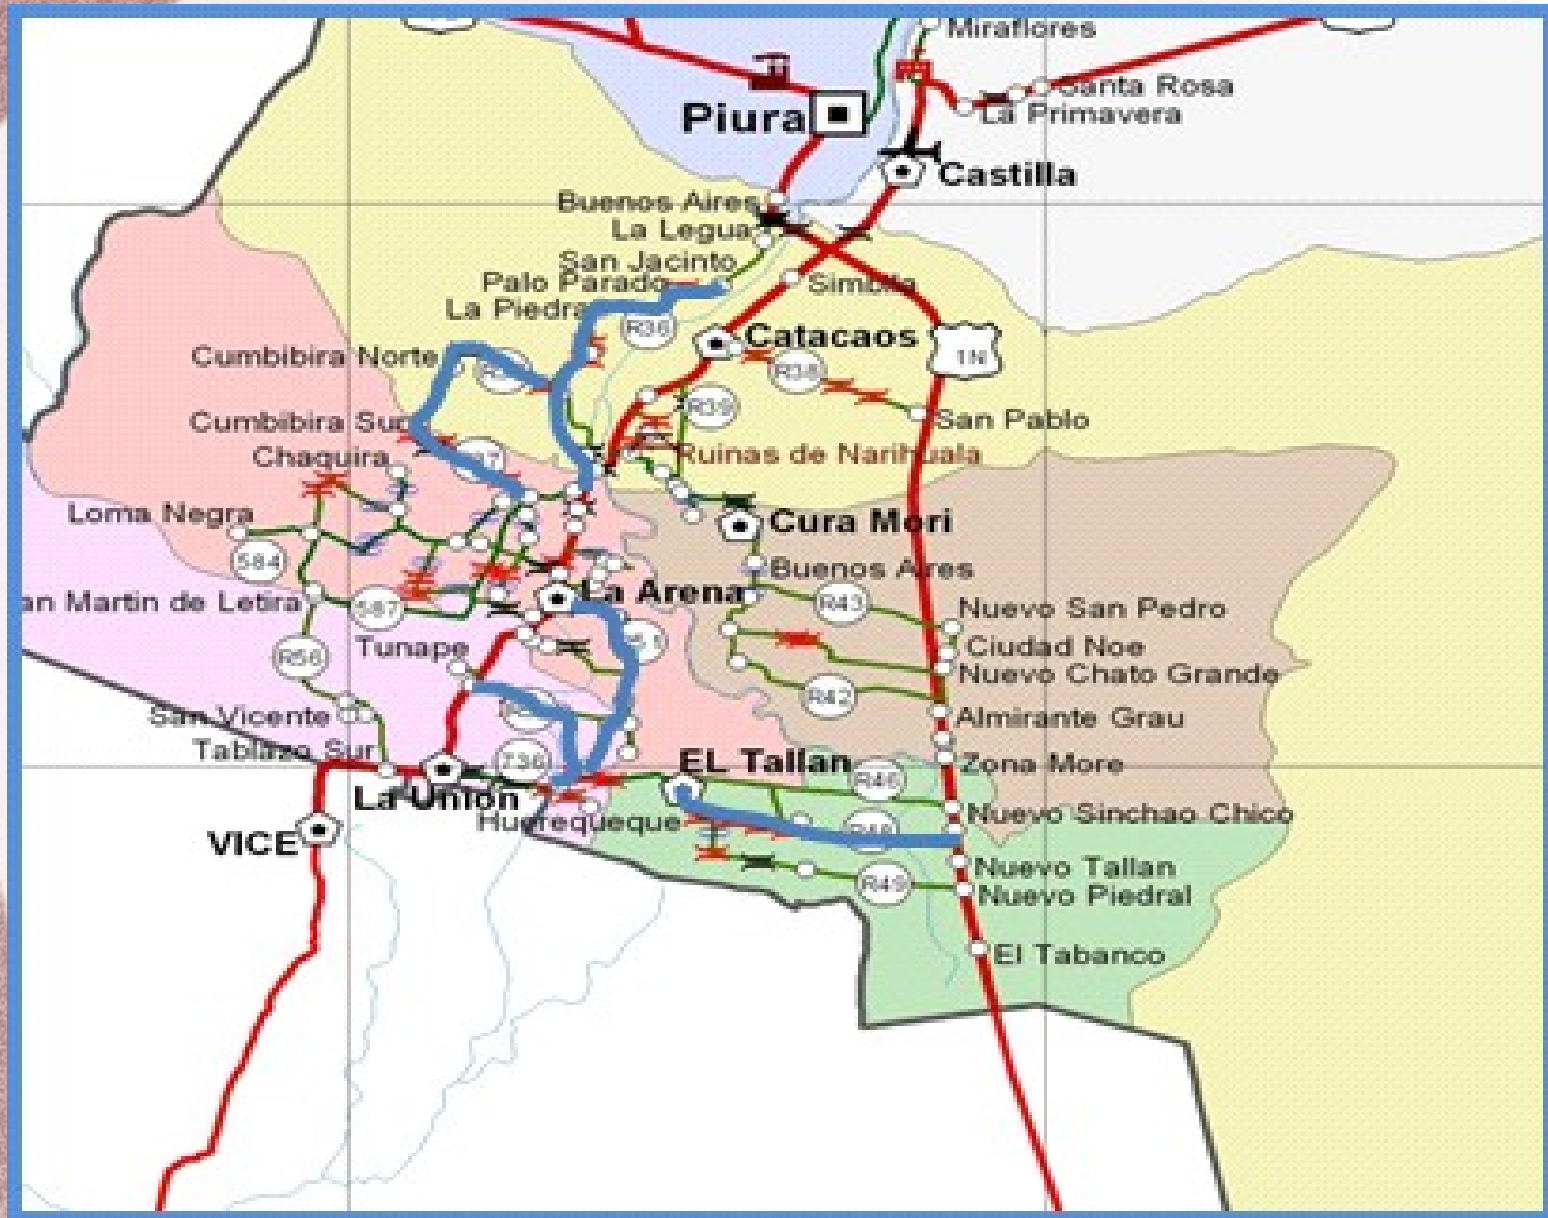 Miraflores
Santa Rosa
La Primavera
Piura
Castilla
Buenos Aires
La Legua
San Jacinto
Palo Parado
Simbila
La Piedra
R36
Catacaos
1N
Cumbibira Norte
R38
R39
San Pablo
Cumbibira Sur
Chaquira
Ruinas de Narihuala
Loma Negra
Cura Mori
584
Buenos Aires
an Martin de Letira
587
La Arena
R43
Nuevo San Pedro
Tunape
R56
Ciudad Noe
Nuevo Chato Grande
R42
San Vicente
Almirante Grau
Tablazo Sur
736
EL Tallan
R46
Zona More
La Union
Nuevo Sinchao Chico
Huerequeque
R48
VICE
Nuevo Tallan
R49
Nuevo Piedral
El Tabanco